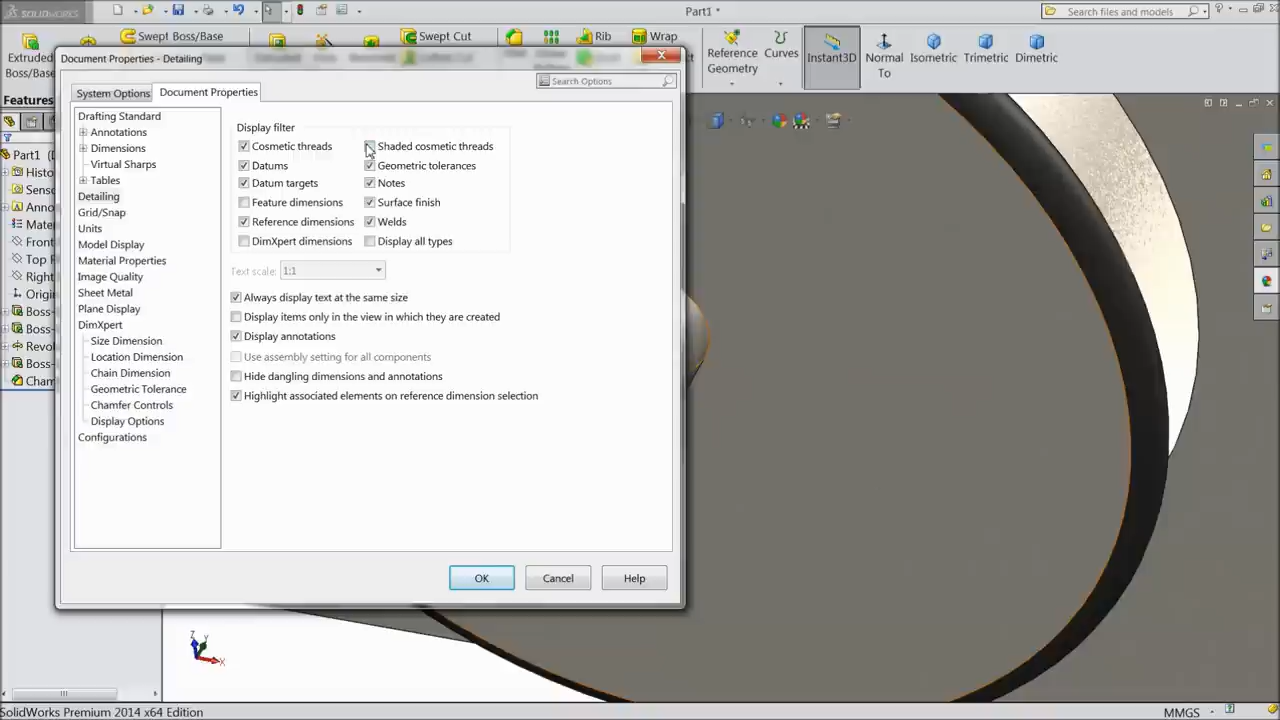 SOLIDWORKS
Part1 *
Search files and models
Extruded
Boss/Base
Swept Boss/Base
Swept Cut
Rib
Wrap
Reference
Geometry
Curves
Instant3D
Normal
To
Isometric
Trimetric
Dimetric
Features
Document Properties - Detailing
System Options
Document Properties
Search Options
Drafting Standard
Annotations
Dimensions
Virtual Sharps
Tables
Detailing
Grid/Snap
Units
Model Display
Material Properties
Image Quality
Sheet Metal
Plane Display
DimXpert
Size Dimension
Location Dimension
Chain Dimension
Geometric Tolerance
Chamfer Controls
Display Options
Configurations
Display filter
Cosmetic threads
Shaded cosmetic threads
Datums
Geometric tolerances
Datum targets
Notes
Feature dimensions
Surface finish
Reference dimensions
Welds
DimXpert dimensions
Display all types
Text scale:
1:1
Always display text at the same size
Display items only in the view in which they are created
Display annotations
Use assembly setting for all components
Hide dangling dimensions and annotations
Highlight associated elements on reference dimension selection
OK
Cancel
Help
Part1 (
Histo
Senso
Anno
Mater
Front
Top P
Right
Origi
Boss-
Boss-
Revol
Boss-
Cham
Z
Y
X
SolidWorks Premium 2014 x64 Edition
MMGS